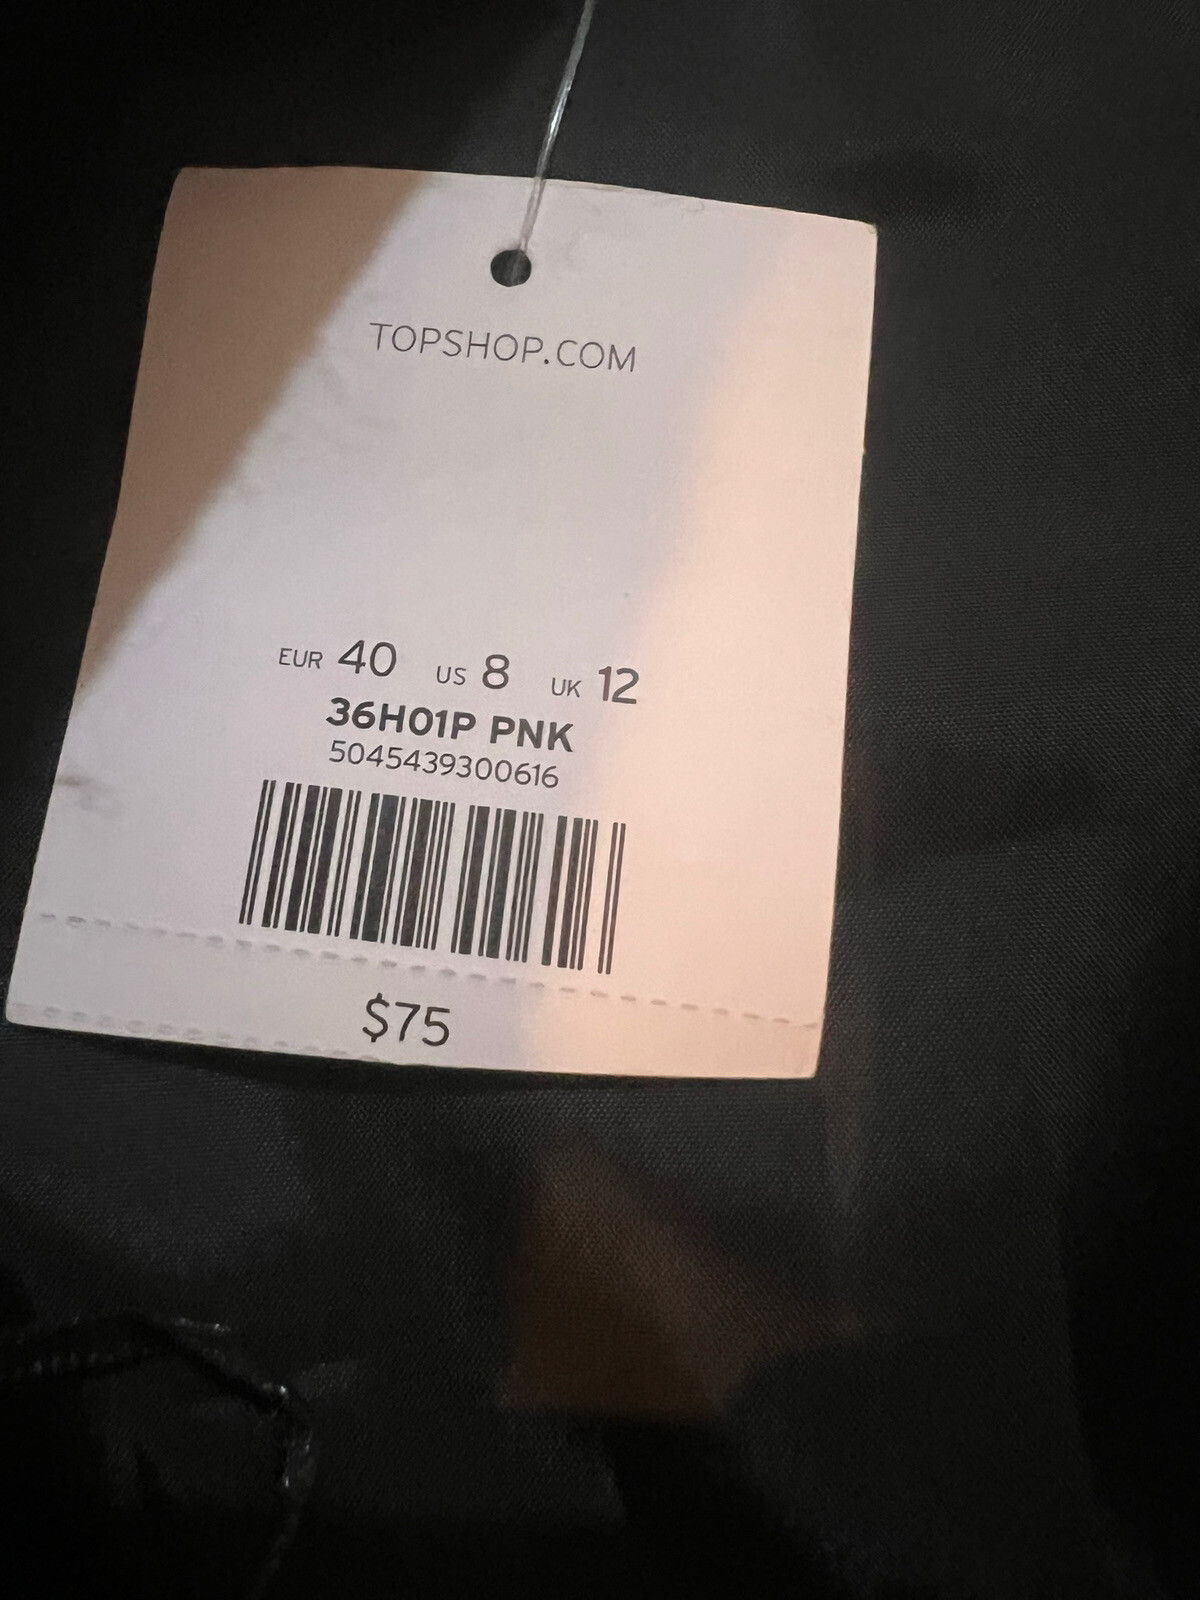 TOPSHOP.COM
EUR 40 US 8 UK 12
36H01P PNK
5045439300616
$75